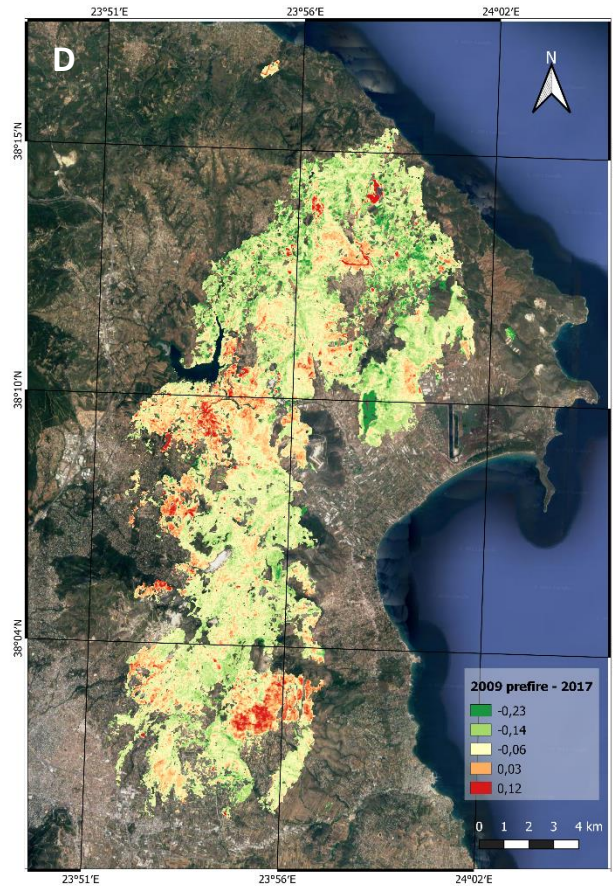 23°51'E 23°56'E 24°02'E
D
N
38°15'N
38°10'N
38°04'N
2009 prefire - 2017
-0,23
-0,14
-0,06
0,03
0,12
0 1 2 3 4 km
23°51'E 23°56'E 24°02'E